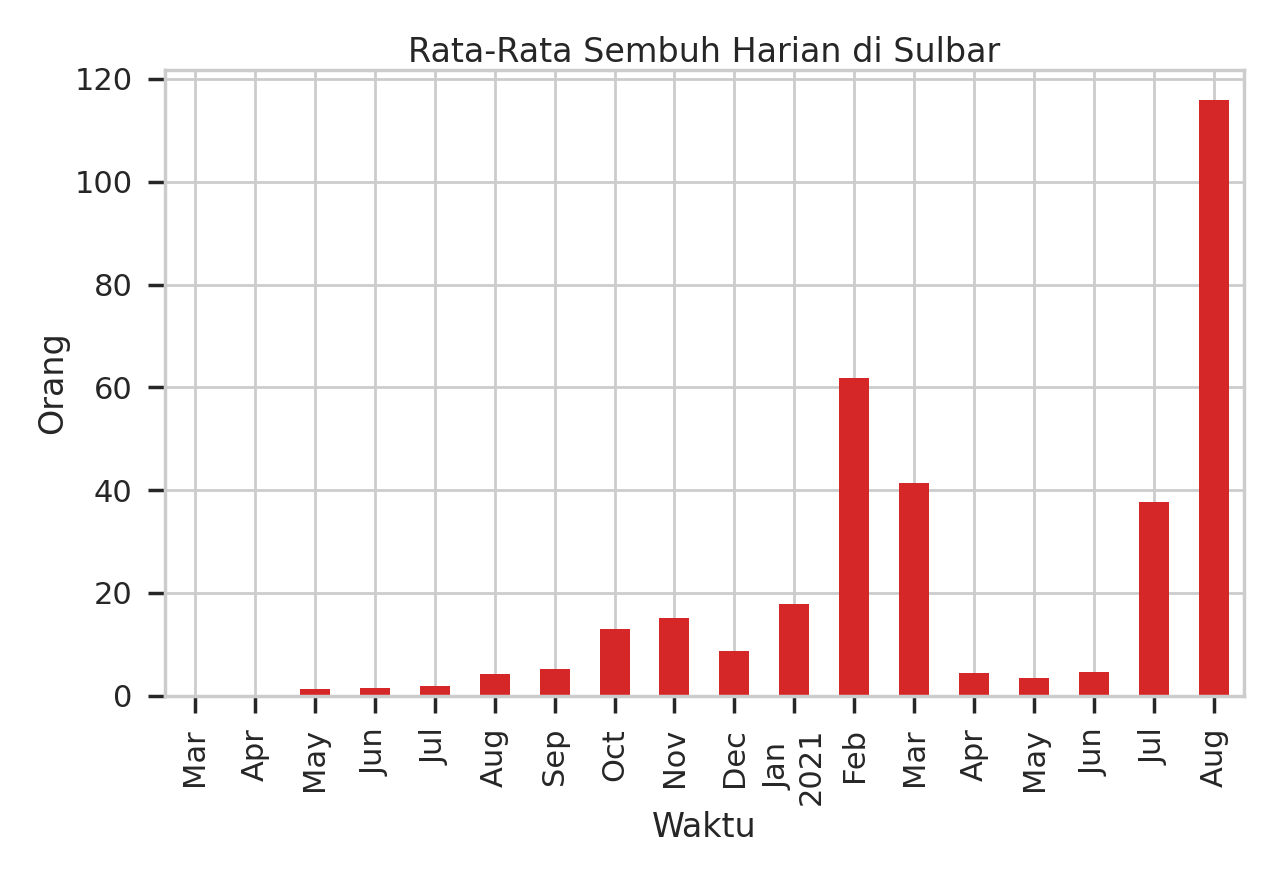 Rata-Rata Sembuh Harian di Sulbar
120
100
80
60
40
20
0
Orang
Mar
Apr
May
Jun
Jul
Aug
Sep
Oct
Nov
Dec
Jan
2021
Feb
Mar
Apr
May
Jun
Jul
Aug
Waktu